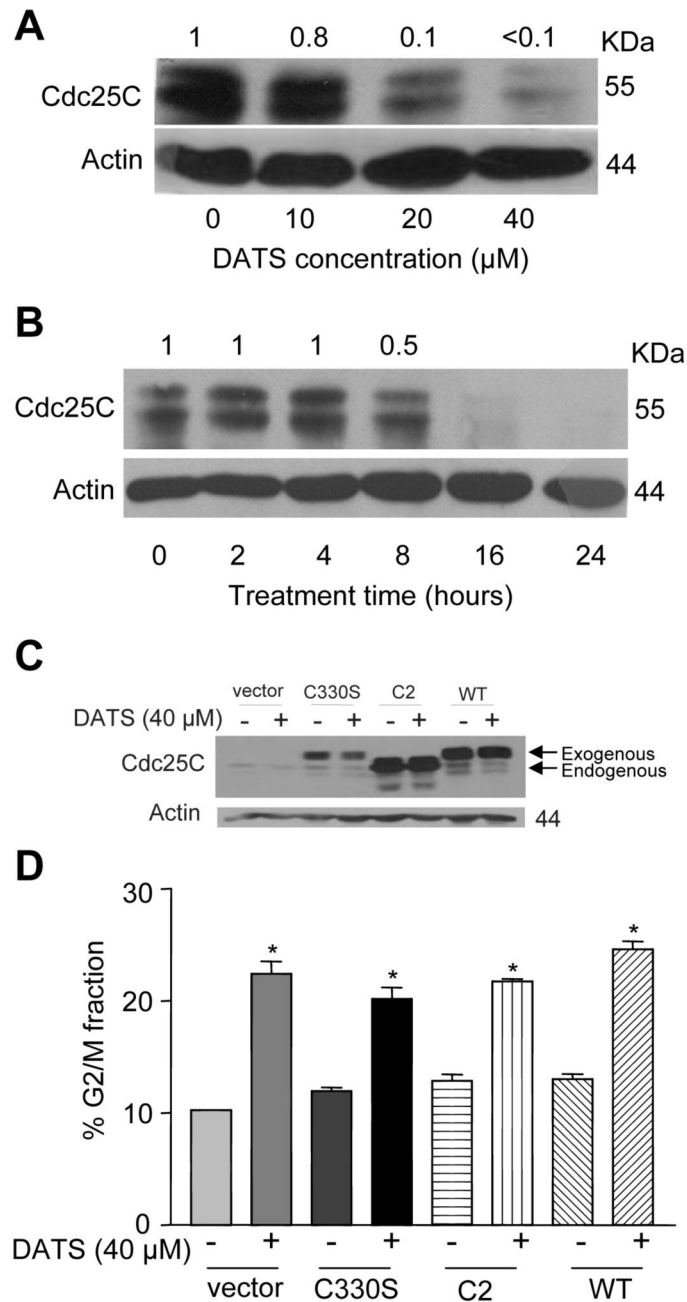 A
1 0.8 0.1 <0.1 KDa
Cdc25C 55
Actin 44
0 10 20 40
DATS concentration (µM)
B
1 1 1 0.5 KDa
Cdc25C 55
Actin 44
0 2 4 8 16 24
Treatment time (hours)
C
vector C330S C2 WT
DATS (40 µM) - + - + - + - +
Cdc25C Exogenous
Endogenous
Actin 44
D
30
* * * *
20
10
0
% G2/M fraction
DATS (40 µM) - + - + - + - +
vector C330S C2 WT